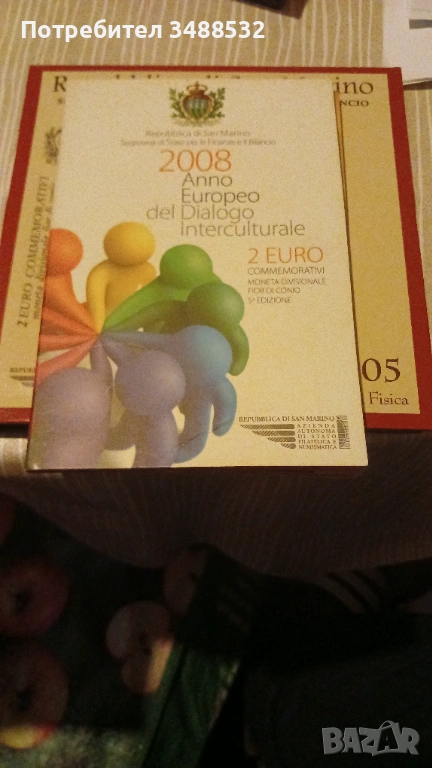 Потребител 3488532
Repubblica di San Marino
Segreteria di Stato per le Finanze e il Bilancio
2008
Anno
Europeo
del Dialogo
Interculturale
2 EURO
COMMEMORATIVI
MONETA DIVISIONALE
FIOR DI CONIO
5ª EDIZIONE
REPUBBLICA DI SAN MARINO
AZIENDA
AUTONOMA
DI STATO
FILATELICA E
NUMISMATICA
2 EURO COMMEMORATIVI
moneta divisionale
05
Fisica
BAZAR